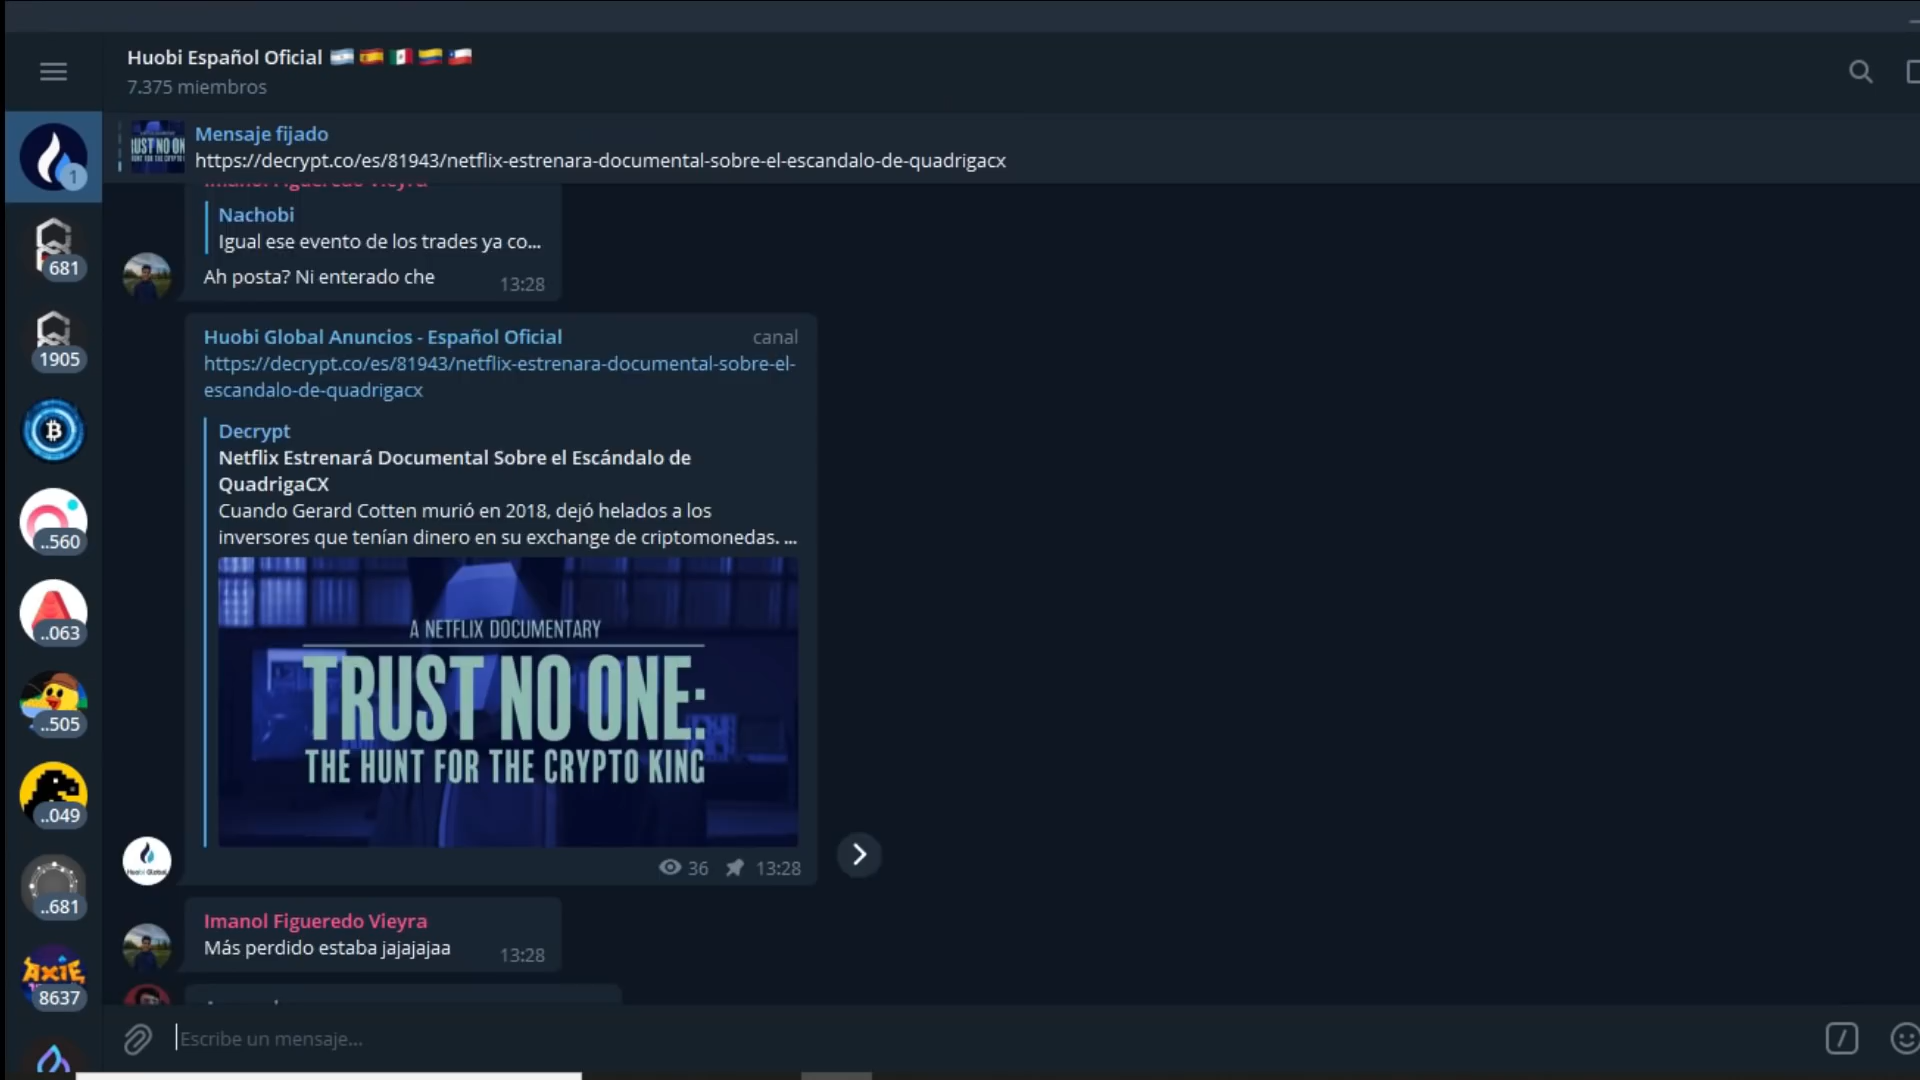 Huobi Español Oficial
7.375 miembros
Mensaje fijado
https://decrypt.co/es/81943/netflix-estrenara-documental-sobre-el-escandalo-de-quadrigacx
1
681
1905
..560
..063
..505
..049
..681
AXIE
8637
Imanol Figueredo Vieyra
Nachobi
Igual ese evento de los trades ya co...
Ah posta? Ni enterado che
13:28
Huobi Global Anuncios - Español Oficial canal
https://decrypt.co/es/81943/netflix-estrenara-documental-sobre-el-
escandalo-de-quadrigacx
Decrypt
Netflix Estrenará Documental Sobre el Escándalo de
QuadrigaCX
Cuando Gerard Cotten murió en 2018, dejó helados a los
inversores que tenían dinero en su exchange de criptomonedas. ...
A NETFLIX DOCUMENTARY
TRUST NO ONE:
THE HUNT FOR THE CRYPTO KING
Huobi Global
36 13:28
Imanol Figueredo Vieyra
Más perdido estaba jajajajaa
13:28
Escribe un mensaje...